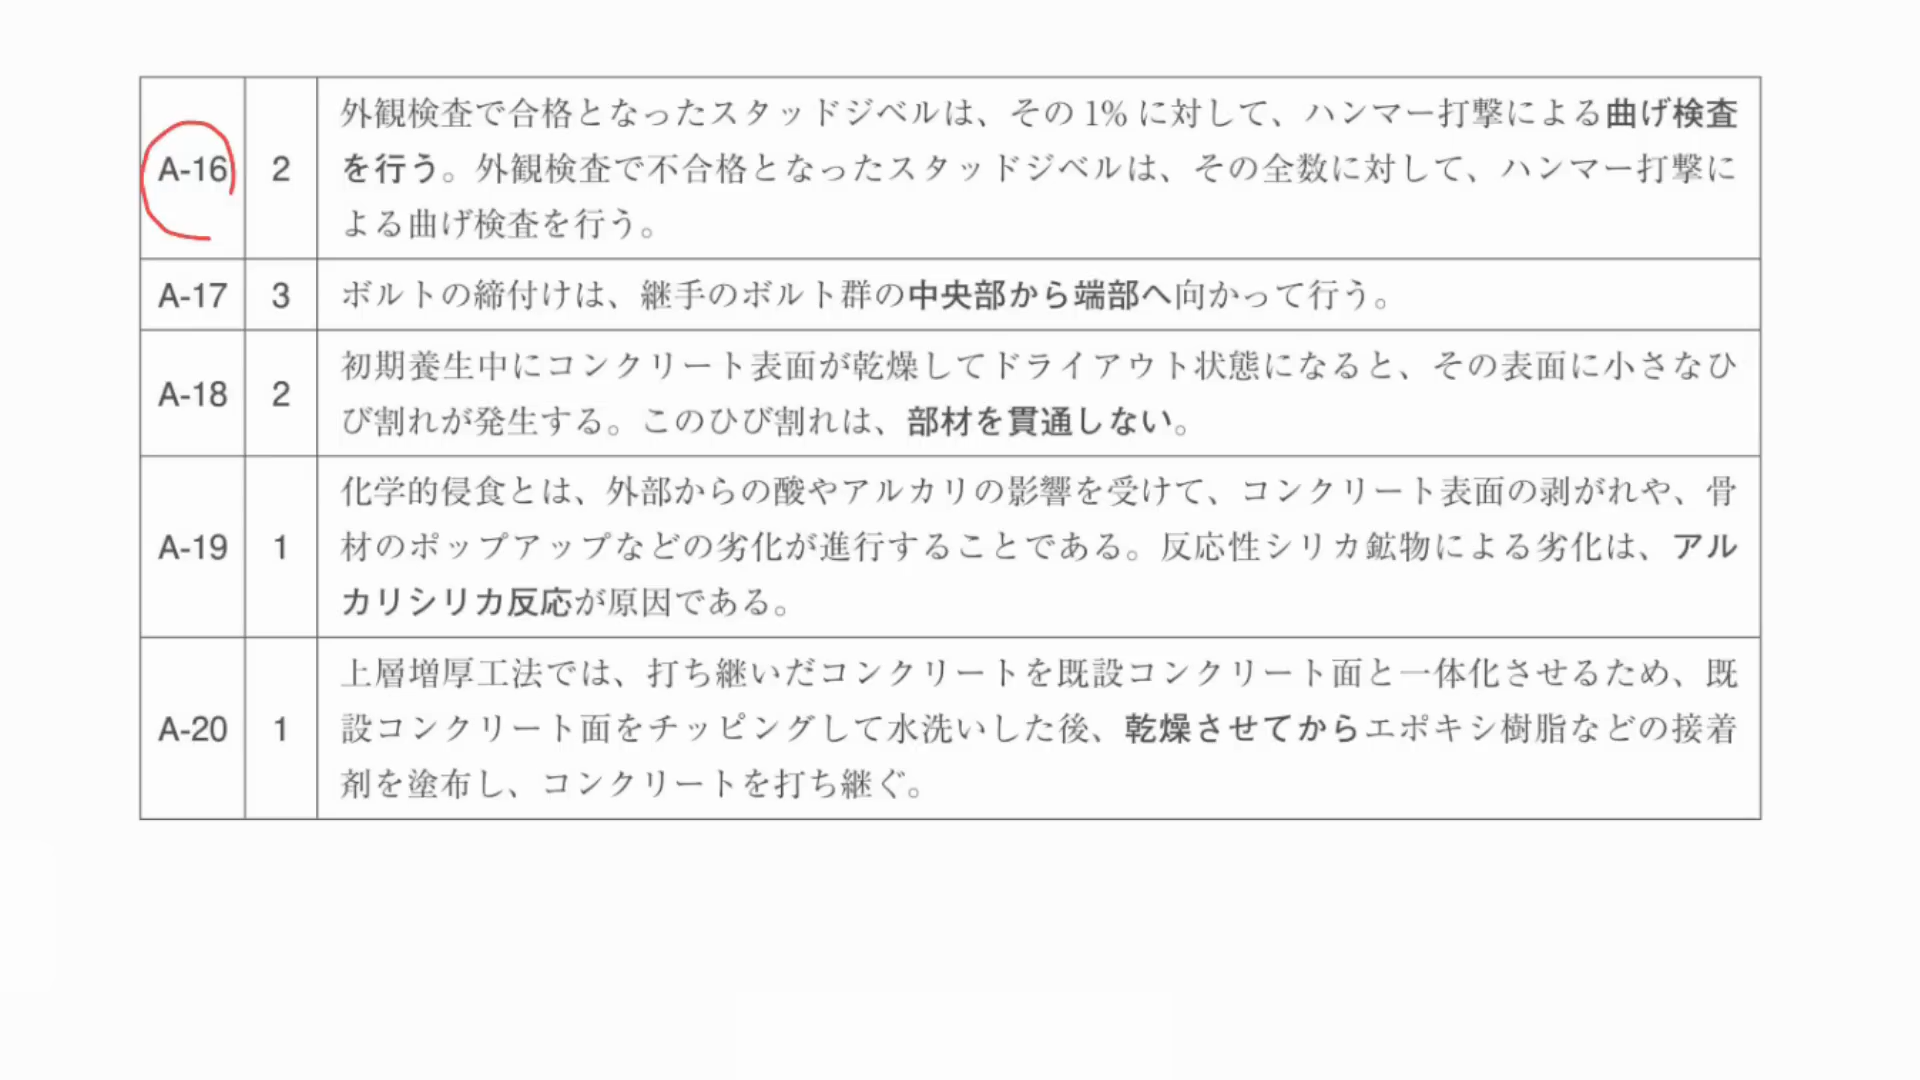 A-16 2 外観検査で合格となったスタッドジベルは、その1%に対して、ハンマー打撃による曲げ検査
を行う。外観検査で不合格となったスタッドジベルは、その全数に対して、ハンマー打撃に
よる曲げ検査を行う。
A-17 3 ボルトの締付けは、継手のボルト群の中央部から端部へ向かって行う。
A-18 2 初期養生中にコンクリート表面が乾燥してドライアウト状態になると、その表面に小さなひ
び割れが発生する。このひび割れは、部材を貫通しない。
A-19 1 化学的侵食とは、外部からの酸やアルカリの影響を受けて、コンクリート表面の剥がれや、骨
材のポップアップなどの劣化が進行することである。反応性シリカ鉱物による劣化は、アル
カリシリカ反応が原因である。
A-20 1 上層増厚工法では、打ち継いだコンクリートを既設コンクリート面と一体化させるため、既
設コンクリート面をチッピングして水洗いした後、乾燥させてからエポキシ樹脂などの接着
剤を塗布し、コンクリートを打ち継ぐ。